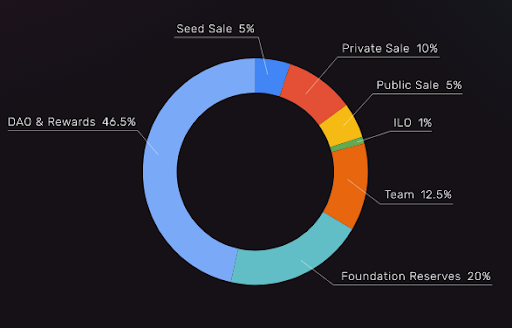 Seed Sale 5%
Private Sale 10%
Public Sale 5%
ILO 1%
DAO & Rewards 46.5%
Team 12.5%
Foundation Reserves 20%